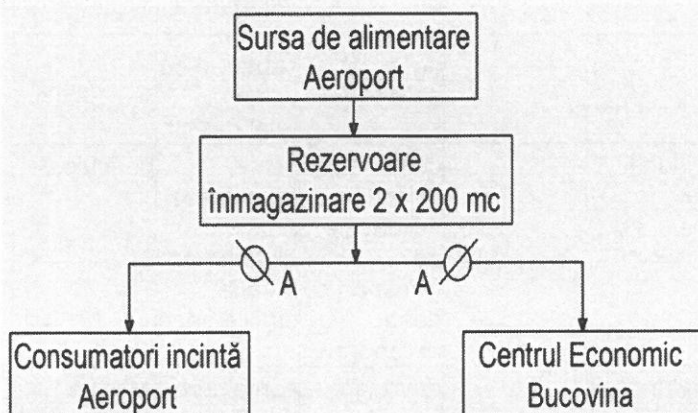 Sursa de alimentare
Aeroport
Rezervoare
înmagazinare 2 x 200 mc
A
A
Consumatori incintă
Aeroport
Centrul Economic
Bucovina